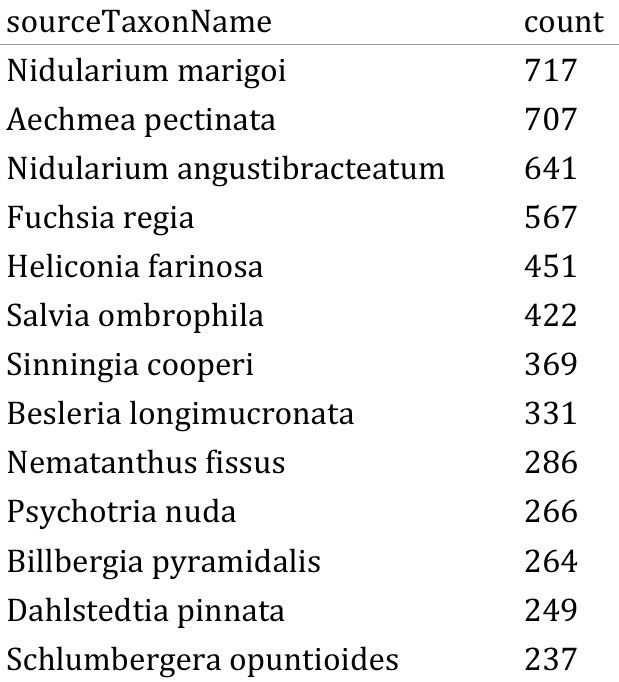 sourceTaxonName count
Nidularium marigoi 717
Aechmea pectinata 707
Nidularium angustibracteatum 641
Fuchsia regia 567
Heliconia farinosa 451
Salvia ombrophila 422
Sinningia cooperi 369
Besleria longimucronata 331
Nematanthus fissus 286
Psychotria nuda 266
Billbergia pyramidalis 264
Dahlstedtia pinnata 249
Schlumbergera opuntioides 237